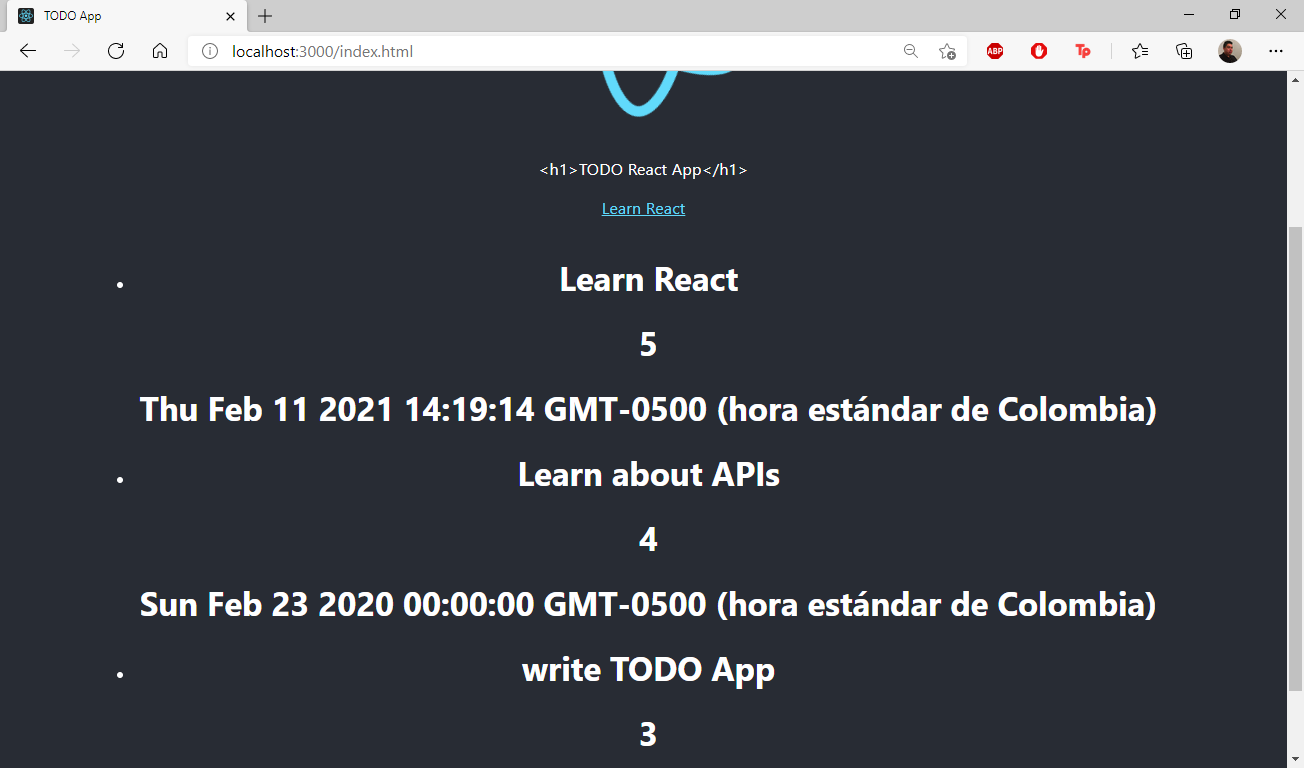 TODO App
localhost:3000/index.html
ABP
Tp
<h1>TODO React App</h1>
Learn React
Learn React
5
Thu Feb 11 2021 14:19:14 GMT-0500 (hora estándar de Colombia)
Learn about APIs
4
Sun Feb 23 2020 00:00:00 GMT-0500 (hora estándar de Colombia)
write TODO App
3